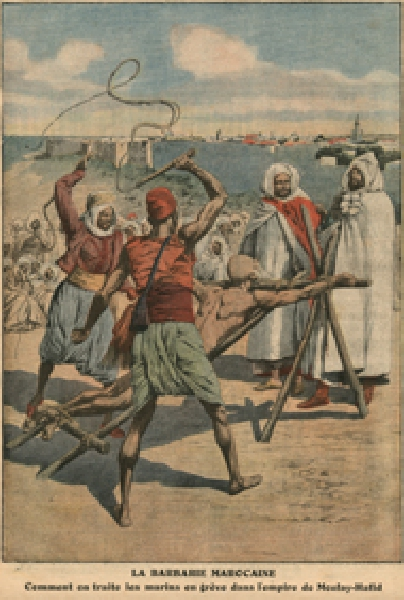 LA BARBARIE MAROCAINE
Comment on traite les marins en grève dans l'empire de Moulay-Hafid